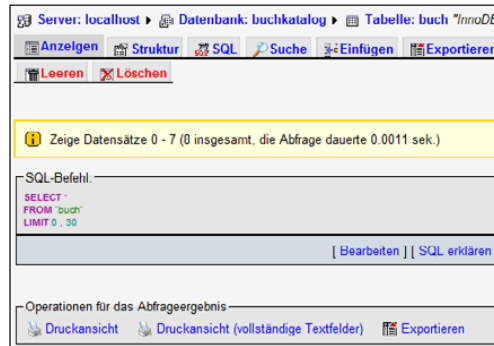 Server: localhost ▸ Datenbank: buchkatalog ▸ Tabelle: buch "InnoDB
Anzeigen Struktur SQL Suche Einfügen Exportieren
Leeren Löschen
Zeige Datensätze 0 - 7 (8 insgesamt, die Abfrage dauerte 0.0011 sek.)
SQL-Befehl:
SELECT *
FROM `buch`
LIMIT 0 , 30
[ Bearbeiten ] [ SQL erklären
Operationen für das Abfrageergebnis
Druckansicht Druckansicht (vollständige Textfelder) Exportieren